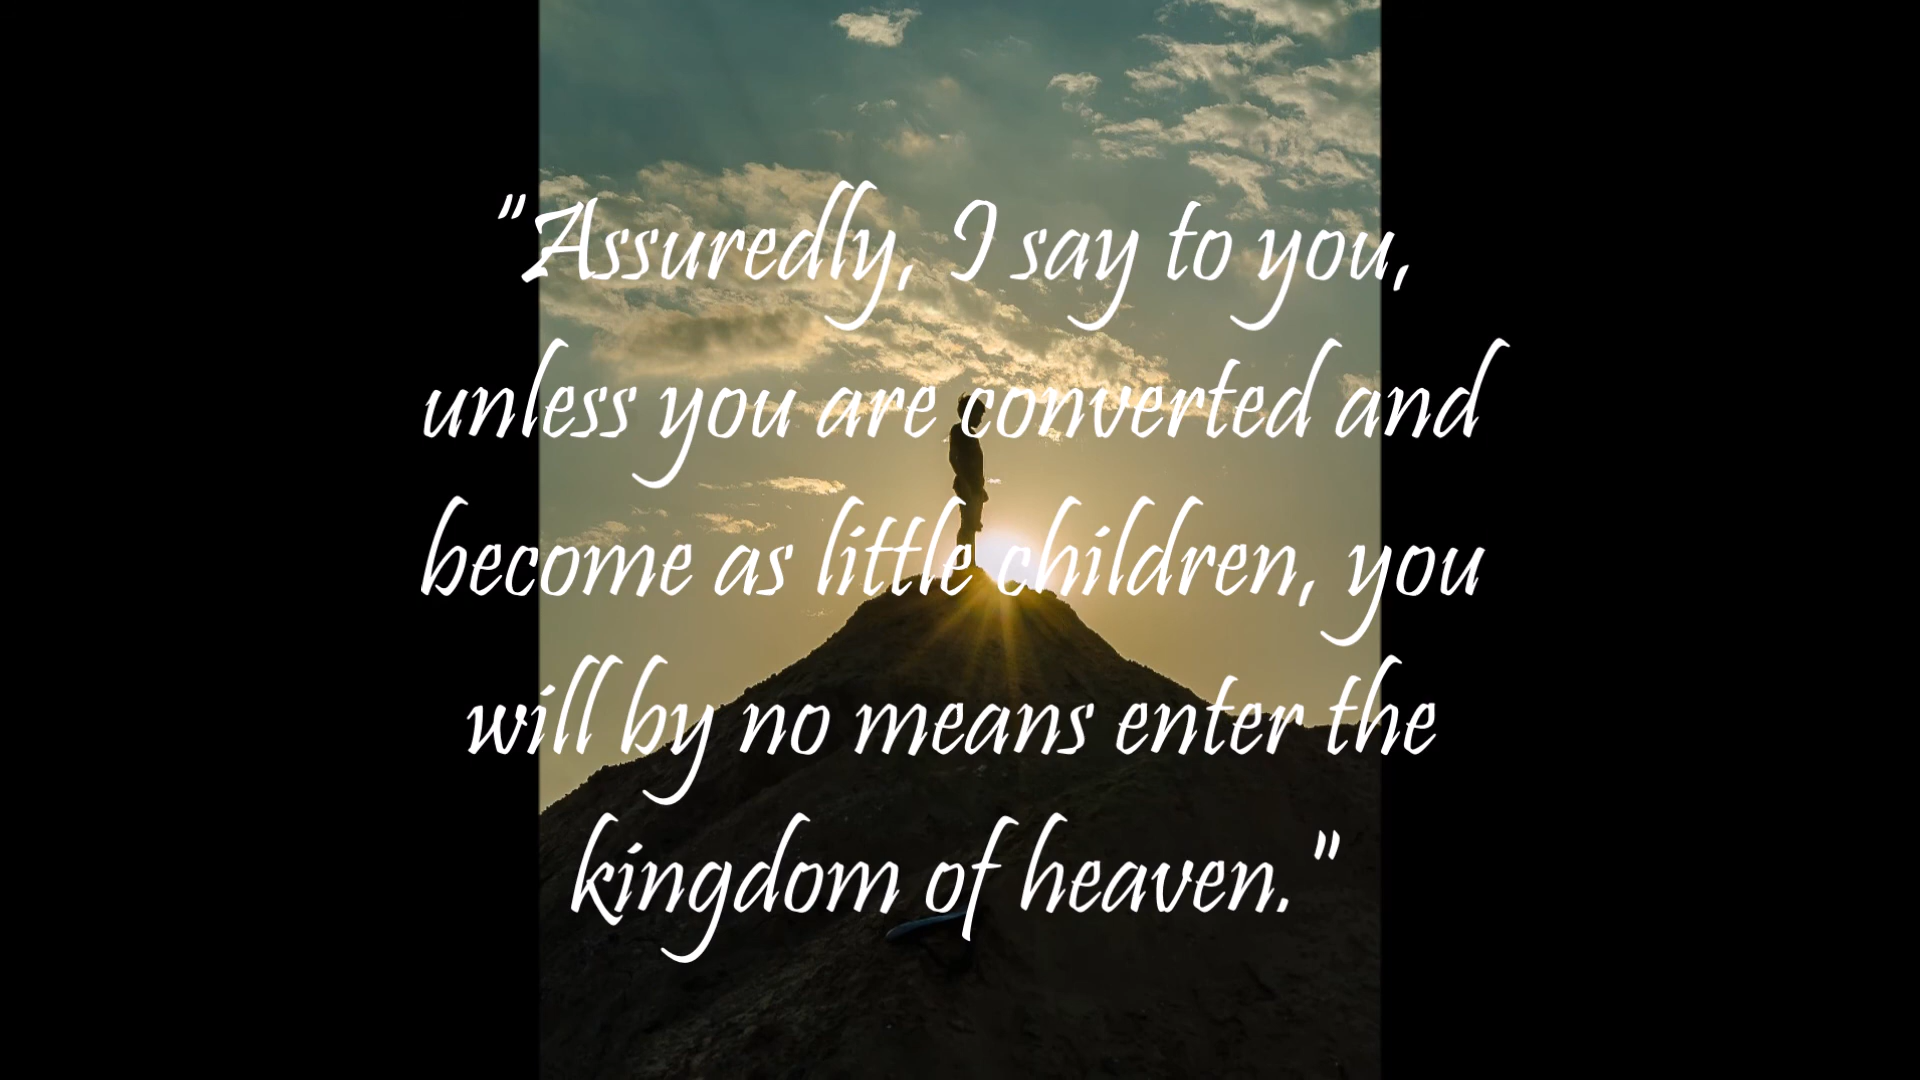 "Assuredly, I say to you,
unless you are converted and
become as little children, you
will by no means enter the
kingdom of heaven."